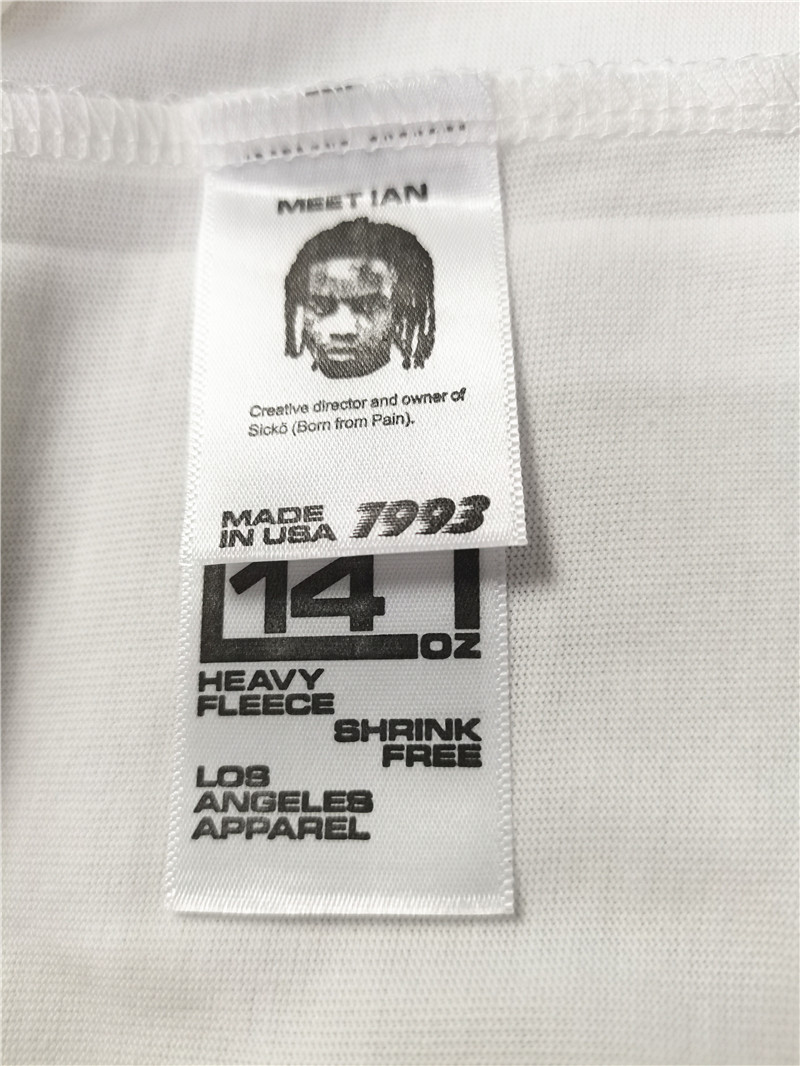 MEET IAN
Creative director and owner of
Sickö (Born from Pain).
MADE
IN USA
1993
14
OZ
HEAVY
FLEECE
SHRINK
FREE
LOS
ANGELES
APPAREL